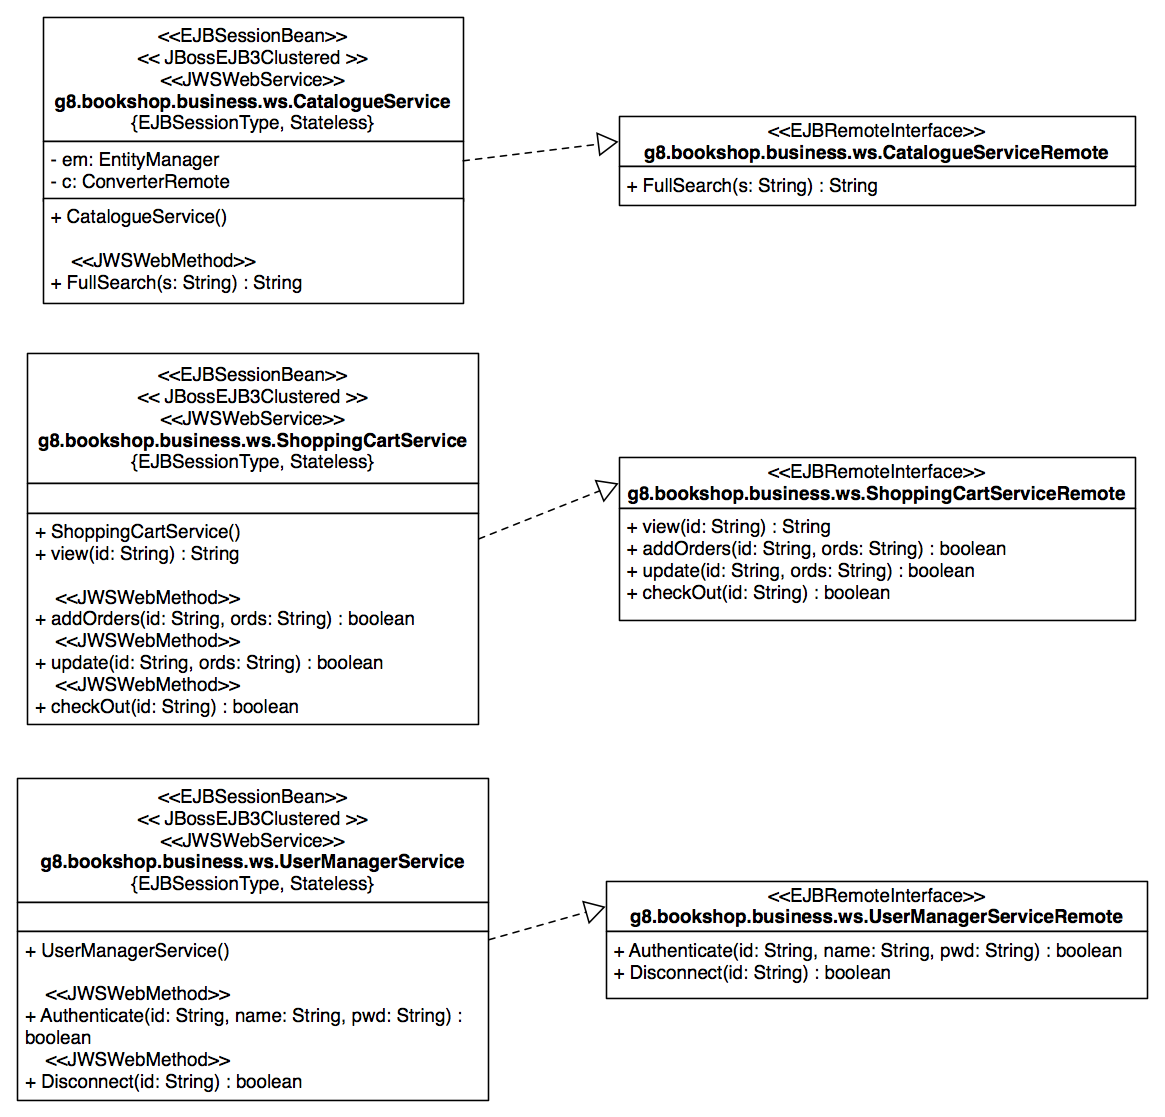 <<EJBSessionBean>>
<< JBossEJB3Clustered >>
<<JWSWebService>>
g8.bookshop.business.ws.CatalogueService
{EJBSessionType, Stateless}
- em: EntityManager
- c: ConverterRemote
+ CatalogueService()
<<JWSWebMethod>>
+ FullSearch(s: String) : String
<<EJBRemoteInterface>>
g8.bookshop.business.ws.CatalogueServiceRemote
+ FullSearch(s: String) : String
<<EJBSessionBean>>
<< JBossEJB3Clustered >>
<<JWSWebService>>
g8.bookshop.business.ws.ShoppingCartService
{EJBSessionType, Stateless}
+ ShoppingCartService()
+ view(id: String) : String
<<JWSWebMethod>>
+ addOrders(id: String, ords: String) : boolean
<<JWSWebMethod>>
+ update(id: String, ords: String) : boolean
<<JWSWebMethod>>
+ checkOut(id: String) : boolean
<<EJBRemoteInterface>>
g8.bookshop.business.ws.ShoppingCartServiceRemote
+ view(id: String) : String
+ addOrders(id: String, ords: String) : boolean
+ update(id: String, ords: String) : boolean
+ checkOut(id: String) : boolean
<<EJBSessionBean>>
<< JBossEJB3Clustered >>
<<JWSWebService>>
g8.bookshop.business.ws.UserManagerService
{EJBSessionType, Stateless}
+ UserManagerService()
<<JWSWebMethod>>
+ Authenticate(id: String, name: String, pwd: String) :
boolean
<<JWSWebMethod>>
+ Disconnect(id: String) : boolean
<<EJBRemoteInterface>>
g8.bookshop.business.ws.UserManagerServiceRemote
+ Authenticate(id: String, name: String, pwd: String) : boolean
+ Disconnect(id: String) : boolean